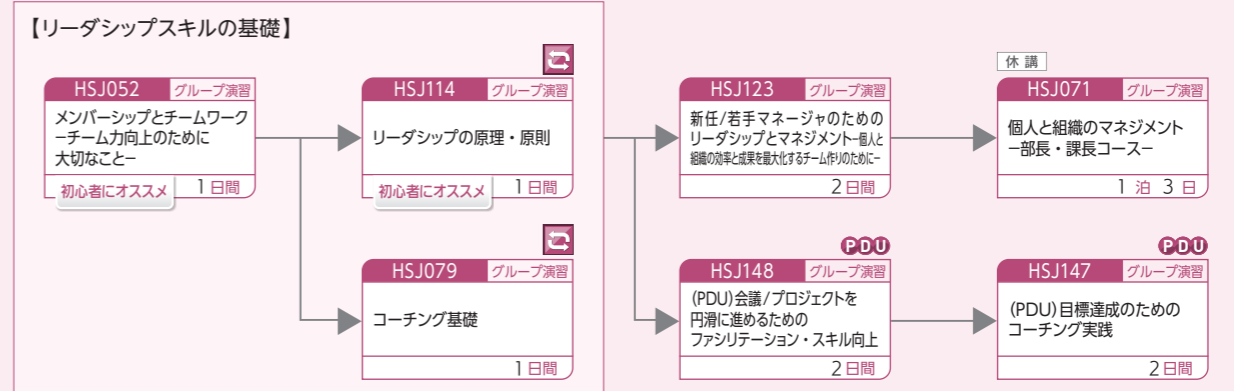 【リーダシップスキルの基礎】
HSJ052 グループ演習
メンバーシップとチームワーク
−チーム力向上のために
大切なこと−
初心者にオススメ 1日間
HSJ114 グループ演習
リーダシップの原理・原則
初心者にオススメ 1日間
HSJ079 グループ演習
コーチング基礎
1日間
HSJ123 グループ演習
新任/若手マネージャのための
リーダシップとマネジメント−個人と
組織の効率と成果を最大化するチーム作りのために−
2日間
休講
HSJ071 グループ演習
個人と組織のマネジメント
−部長・課長コース−
1泊3日
PDU
HSJ148 グループ演習
(PDU)会議/プロジェクトを
円滑に進めるための
ファシリテーション・スキル向上
2日間
PDU
HSJ147 グループ演習
(PDU)目標達成のための
コーチング実践
2日間